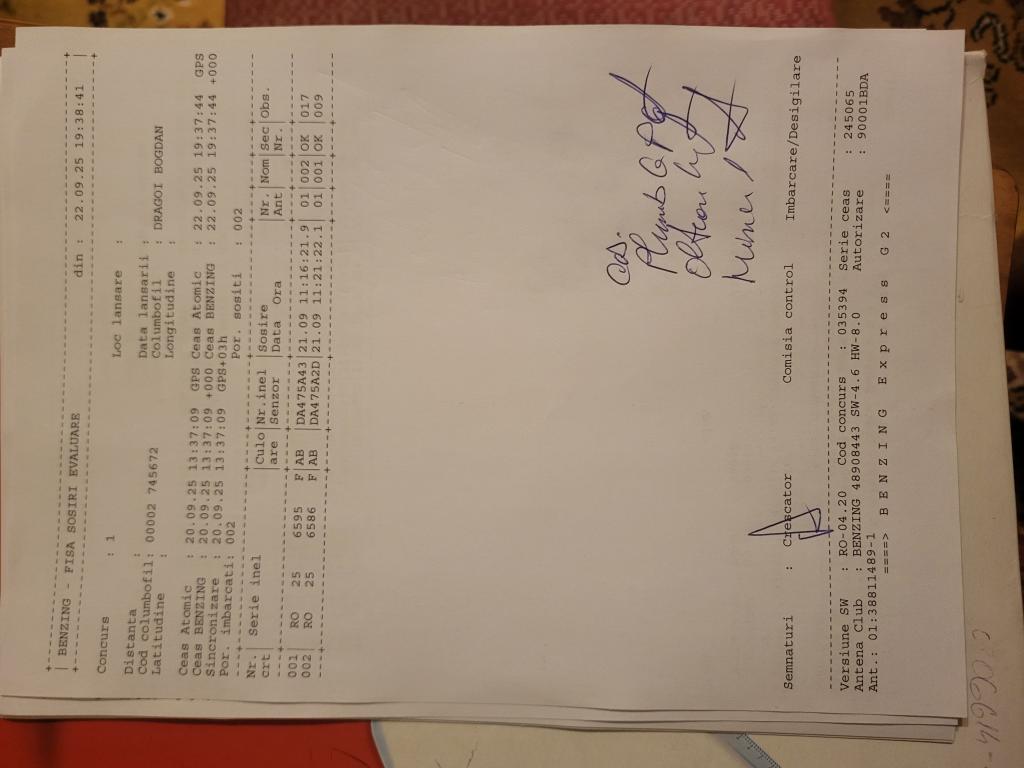 | BENZING - FISA SOSIRI EVALUARE din : 22.09.25 19:38:41 |
Concurs : 1 Loc lansare :
Distanta : Data lansarii :
Cod columbofil: 00002 745672 Columbofil : DRAGOI BOGDAN
Latitudine : Longitudine :
Ceas Atomic : 20.09.25 13:37:09 GPS Ceas Atomic : 22.09.25 19:37:44 GPS
Ceas BENZING : 20.09.25 13:37:09 +000 Ceas BENZING : 22.09.25 19:37:44 +000
Sincronizare : 20.09.25 13:37:09 GPS+03h
Por. imbarcati: 002 Por. sositi : 002
Nr | Serie inel |Culo|Nr.inel |Sosire |Nr.|Nom|Sec|Obs.
crt| |are |Senzor |Data Ora |Ant| |Nr.|
001 | RO 25 6595 F|AB |DA475A43|21.09 11:16:21.9| 01|002|OK |017
002 | RO 25 6586 F|AB |DA475A2D|21.09 11:21:22.1| 01|001|OK |009
Semnaturi : Crescator Comisia control Imbarcare/Desigilare
Versiune SW : RO-04.20 Cod concurs : 035394 Serie ceas : 245065
Antena Club : BENZING 48908443 SW-4.6 HW-8.0 Autorizare : 90001BDA
Ant.: 01:38811489-1
====> B E N Z I N G E x p r e s s G 2 <====